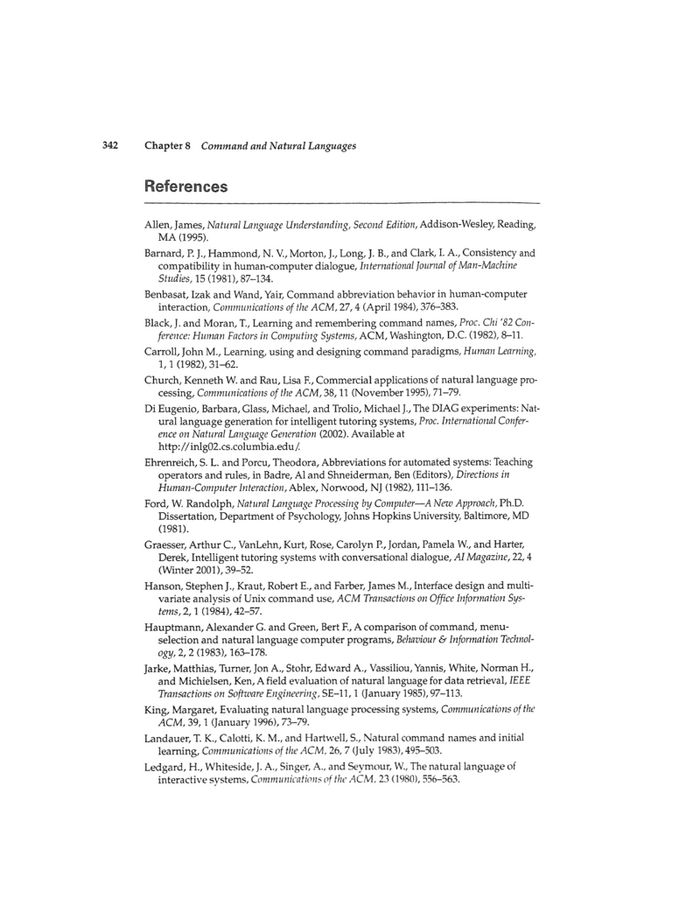 342 Chapter 8 Command and Natural Languages
References
Allen, James, Natural Language Understanding, Second Edition, Addison-Wesley, Reading,
MA (1995).
Barnard, P. J., Hammond, N. V., Morton, J., Long, J. B., and Clark, I. A., Consistency and
compatibility in human-computer dialogue, International Journal of Man-Machine
Studies, 15 (1981), 87–134.
Benbasat, Izak and Wand, Yair, Command abbreviation behavior in human-computer
interaction, Communications of the ACM, 27, 4 (April 1984), 376–383.
Black, J. and Moran, T., Learning and remembering command names, Proc. Chi '82 Con-
ference: Human Factors in Computing Systems, ACM, Washington, D.C. (1982), 8–11.
Carroll, John M., Learning, using and designing command paradigms, Human Learning,
1, 1 (1982), 31–62.
Church, Kenneth W. and Rau, Lisa F., Commercial applications of natural language pro-
cessing, Communications of the ACM, 38, 11 (November 1995), 71–79.
Di Eugenio, Barbara, Glass, Michael, and Trolio, Michael J., The DIAG experiments: Nat-
ural language generation for intelligent tutoring systems, Proc. International Confer-
ence on Natural Language Generation (2002). Available at
http://inlg02.cs.columbia.edu/.
Ehrenreich, S. L. and Porcu, Theodora, Abbreviations for automated systems: Teaching
operators and rules, in Badre, Al and Shneiderman, Ben (Editors), Directions in
Human-Computer Interaction, Ablex, Norwood, NJ (1982), 111–136.
Ford, W. Randolph, Natural Language Processing by Computer—A New Approach, Ph.D.
Dissertation, Department of Psychology, Johns Hopkins University, Baltimore, MD
(1981).
Graesser, Arthur C., VanLehn, Kurt, Rose, Carolyn P., Jordan, Pamela W., and Harter,
Derek, Intelligent tutoring systems with conversational dialogue, AI Magazine, 22, 4
(Winter 2001), 39–52.
Hanson, Stephen J., Kraut, Robert E., and Farber, James M., Interface design and multi-
variate analysis of Unix command use, ACM Transactions on Office Information Sys-
tems, 2, 1 (1984), 42–57.
Hauptmann, Alexander G. and Green, Bert F., A comparison of command, menu-
selection and natural language computer programs, Behaviour & Information Technol-
ogy, 2, 2 (1983), 163–178.
Jarke, Matthias, Turner, Jon A., Stohr, Edward A., Vassiliou, Yannis, White, Norman H.,
and Michielsen, Ken, A field evaluation of natural language for data retrieval, IEEE
Transactions on Software Engineering, SE–11, 1 (January 1985), 97–113.
King, Margaret, Evaluating natural language processing systems, Communications of the
ACM, 39, 1 (January 1996), 73–79.
Landauer, T. K., Calotti, K. M., and Hartwell, S., Natural command names and initial
learning, Communications of the ACM, 26, 7 (July 1983), 495–503.
Ledgard, H., Whiteside, J. A., Singer, A., and Seymour, W., The natural language of
interactive systems, Communications of the ACM, 23 (1980), 556–563.